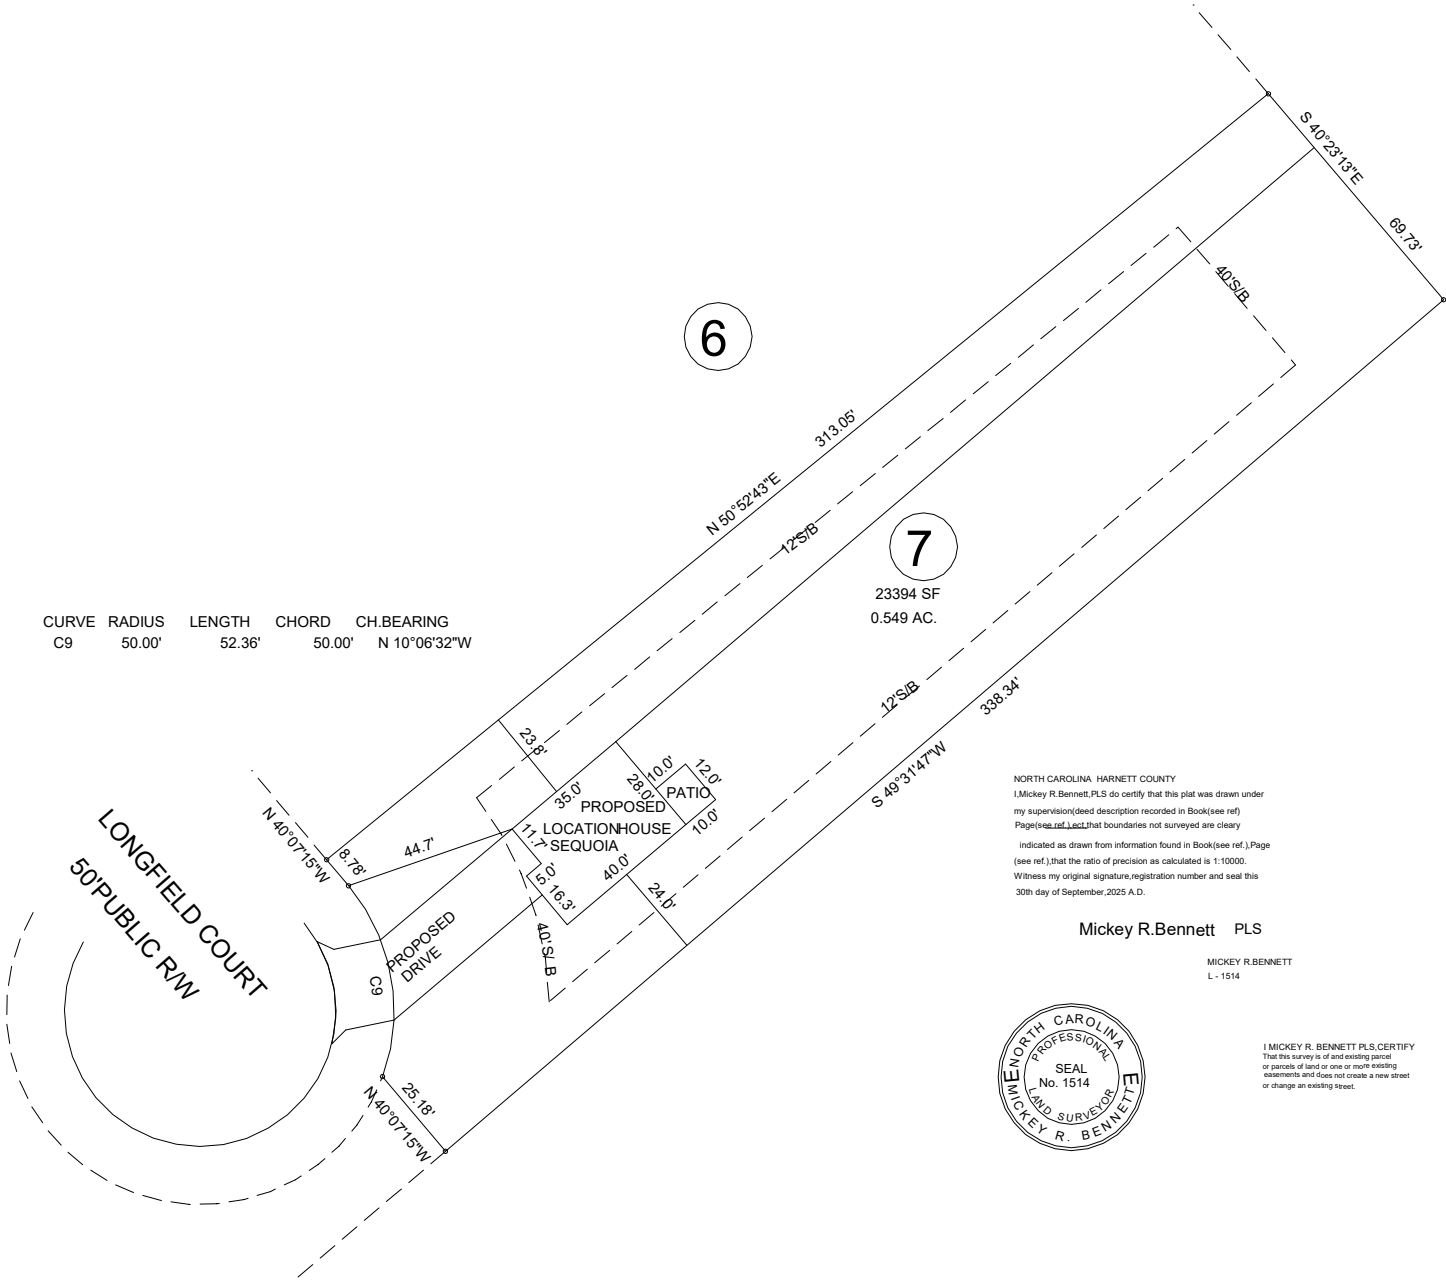 S 40°23'13"E
69.73'
40'S/B
6
313.05'
N 50°52'43"E
12'S/B
7
23394 SF
0.549 AC.
CURVE RADIUS LENGTH CHORD CH.BEARING
C9 50.00' 52.36' 50.00' N 10°06'32"W
12'S/B
338.34'
S 49°31'47"W
23.8'
35.0'
28.0'
10.0'
12.0'
PATIO
10.0'
PROPOSED
LOCATIONHOUSE
SEQUOIA
11.7'
5.0'
16.3'
40.0'
24.0'
44.7'
8.78'
N 40°07'15"W
LONGFIELD COURT
50'PUBLIC R/W
PROPOSED
DRIVE
C9
40' S/ B
25.18'
N 40°07'15"W
NORTH CAROLINA HARNETT COUNTY
I,Mickey R.Bennett,PLS do certify that this plat was drawn under
my supervision(deed description recorded in Book(see ref)
Page(see ref.),ect,that boundaries not surveyed are cleary
indicated as drawn from information found in Book(see ref.),Page
(see ref.),that the ratio of precision as calculated is 1:10000.
Witness my original signature,registration number and seal this
30th day of September,2025 A.D.
Mickey R.Bennett PLS
MICKEY R.BENNETT
L - 1514
NORTH CAROLINA
PROFESSIONAL
SEAL
No. 1514
LAND SURVEYOR
MICKEY R. BENNETT
E
E
I MICKEY R. BENNETT PLS,CERTIFY
That this survey is of and existing parcel
or parcels of land or one or more existing
easements and does not create a new street
or change an existing street.